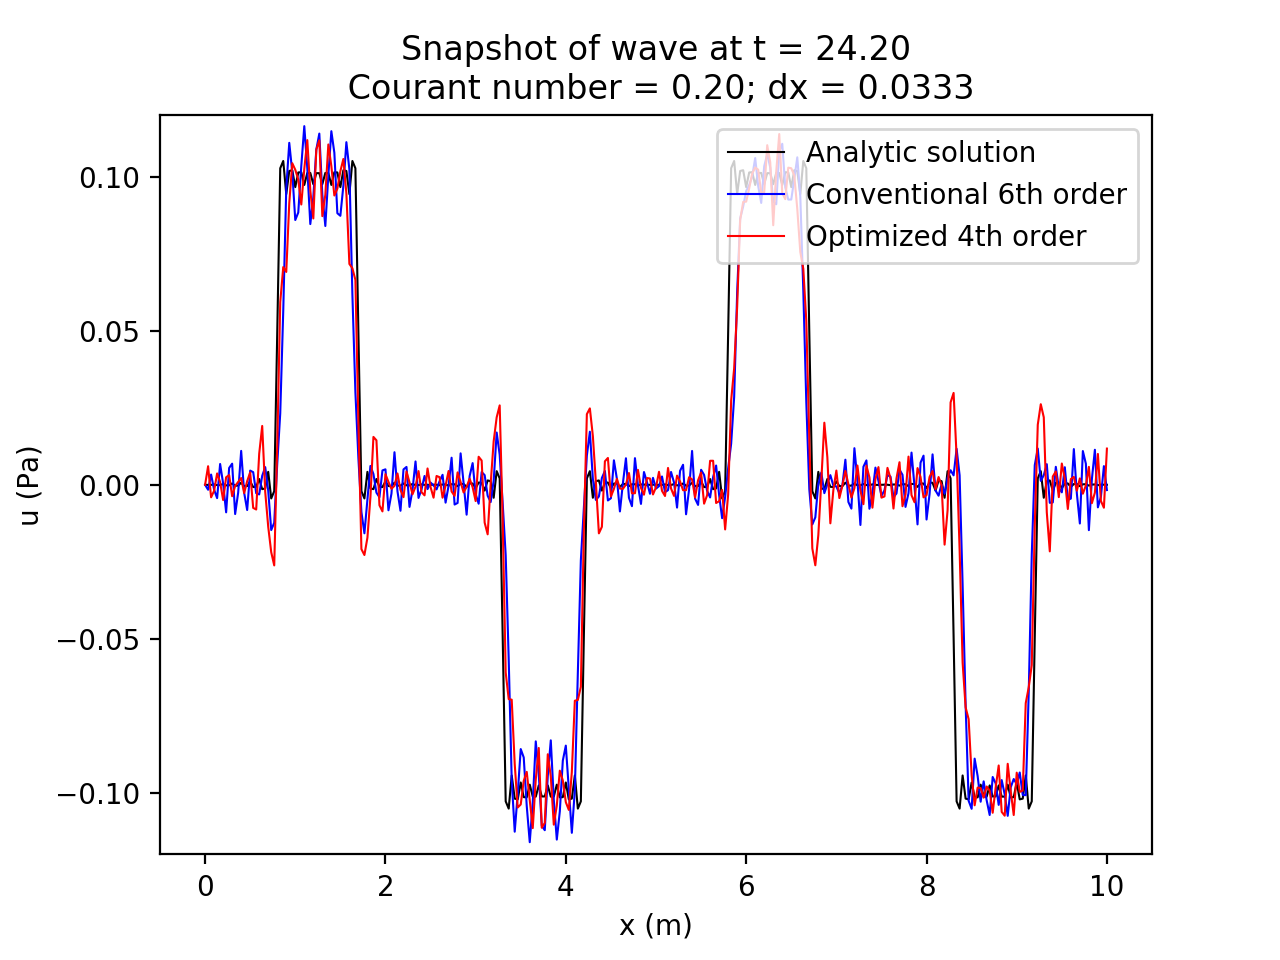 Snapshot of wave at t = 24.20
Courant number = 0.20; dx = 0.0333
Analytic solution
Conventional 6th order
Optimized 4th order
0.10
0.05
0.00
−0.05
−0.10
u (Pa)
0 2 4 6 8 10
x (m)